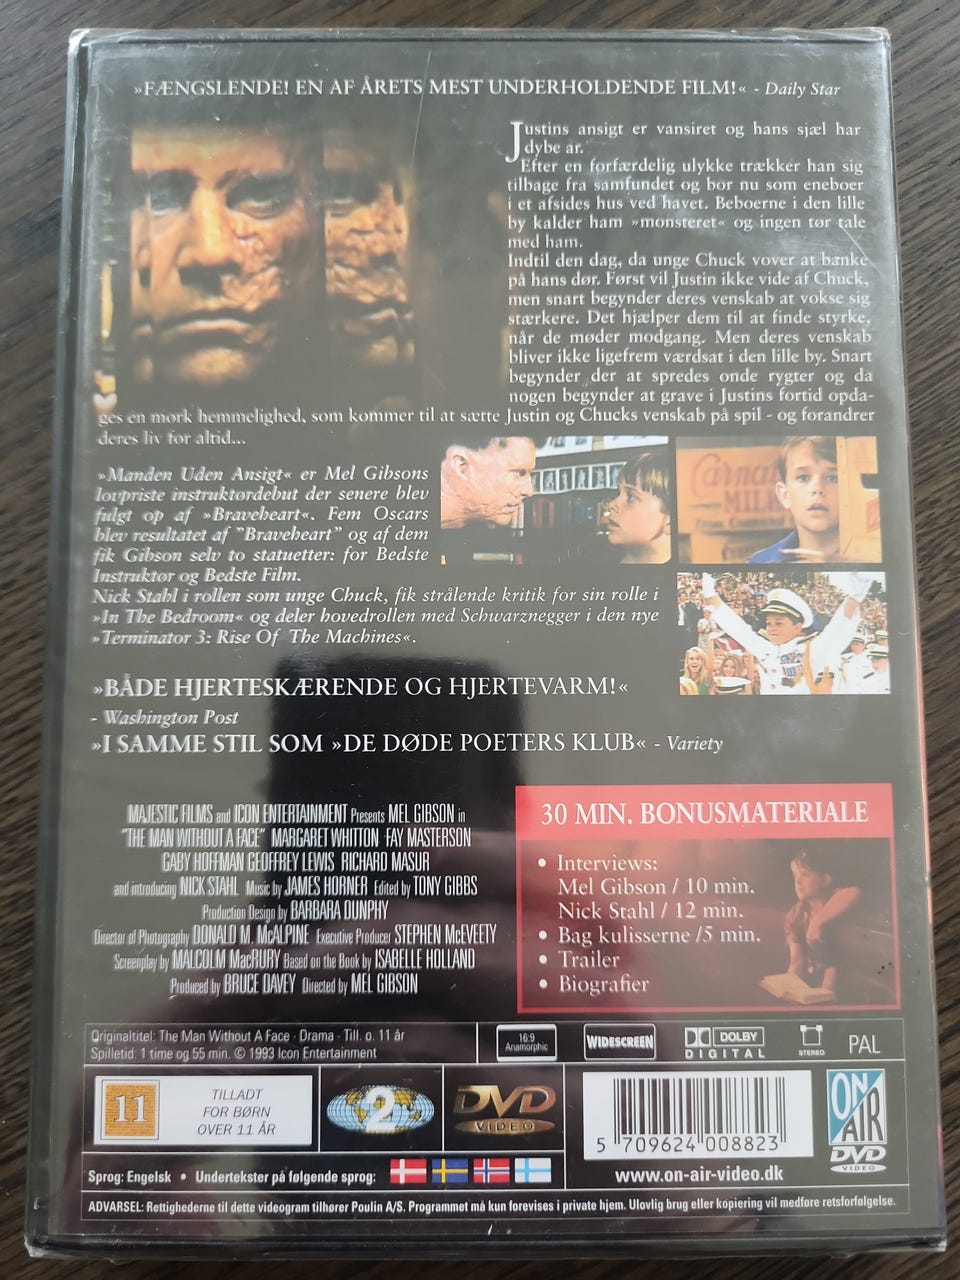 »FÆNGSLENDE! EN AF ÅRETS MEST UNDERHOLDENDE FILM!« - Daily Star
Justins ansigt er vansiret og hans sjæl har
dybe ar.
Efter en forfærdelig ulykke trækker han sig
tilbage fra samfundet og bor nu som eneboer
i et afsides hus ved havet. Beboerne i den lille
by kalder ham »monsteret« og ingen tør tale
med ham.
Indtil den dag, da unge Chuck vover at banke
på hans dør. Først vil Justin ikke vide af Chuck,
men snart begynder deres venskab at vokse sig
stærkere. Det hjælper dem til at finde styrke,
når de møder modgang. Men deres venskab
bliver ikke ligefrem værdsat i den lille by. Snart
begynder der at spredes onde rygter og da
nogen begynder at grave i Justins fortid opda-
ges en mørk hemmelighed, som kommer til at sætte Justin og Chucks venskab på spil - og forandrer
deres liv for altid...
»Manden Uden Ansigt« er Mel Gibsons
lovpriste instruktørdebut der senere blev
fulgt op af »Braveheart«. Fem Oscars
blev resultatet af "Braveheart" og af dem
fik Gibson selv to statuetter: for Bedste
Instruktør og Bedste Film.
Nick Stahl i rollen som unge Chuck, fik strålende kritik for sin rolle i
»In The Bedroom« og deler hovedrollen med Schwarznegger i den nye
»Terminator 3: Rise Of The Machines«.
Carna
MILK
»BÅDE HJERTESKÆRENDE OG HJERTEVARM!«
- Washington Post
»I SAMME STIL SOM »DE DØDE POETERS KLUB« - Variety
MAJESTIC FILMS and ICON ENTERTAINMENT Presents MEL GIBSON in
"THE MAN WITHOUT A FACE" MARGARET WHITTON FAY MASTERSON
GABY HOFFMAN GEOFFREY LEWIS RICHARD MASUR
and introducing NICK STAHL Music by JAMES HORNER Edited by TONY GIBBS
Production Design by BARBARA DUNPHY
Director of Photography DONALD M. McALPINE Executive Producer STEPHEN McEVEETY
Screenplay by MALCOLM MacRURY Based on the Book by ISABELLE HOLLAND
Produced by BRUCE DAVEY Directed by MEL GIBSON
30 MIN. BONUSMATERIALE
• Interviews:
Mel Gibson / 10 min.
Nick Stahl / 12 min.
• Bag kulisserne /5 min.
• Trailer
• Biografier
Originaltitel: The Man Without A Face · Drama · Till. o. 11 år
Spilletid: 1 time og 55 min. © 1993 Icon Entertainment
16:9
Anamorphic
WIDESCREEN
DOLBY
DIGITAL
STEREO
PAL
11
TILLADT
FOR BØRN
OVER 11 ÅR
2
DVD
VIDEO
5 709624 008823
www.on-air-video.dk
ON
AIR
DVD
VIDEO
Sprog: Engelsk • Undertekster på følgende sprog:
ADVARSEL: Rettighederne til dette videogram tilhører Poulin A/S. Programmet må kun forevises i private hjem. Ulovlig brug eller kopiering vil medføre retsforfølgelse.